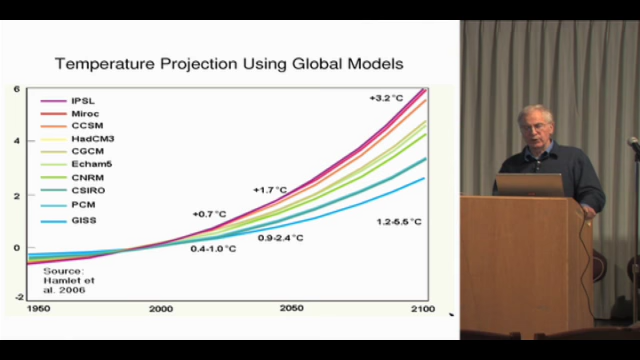 Temperature Projection Using Global Models
6
4
2
0
-2
IPSL
Miroc
CCSM
HadCM3
CGCM
Echam5
CNRM
CSIRO
PCM
GISS
+3.2°C
+1.7°C
+0.7°C
0.4-1.0°C
0.9-2.4°C
1.2-5.5°C
Source:
Hamlet et
al. 2006
1950
2000
2050
2100